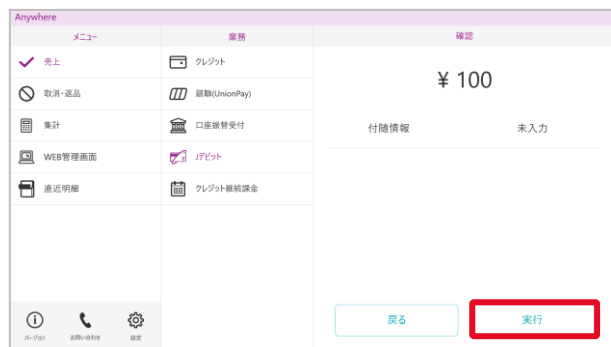 Anywhere
メニュー
業務
確認
売上
取消・返品
集計
WEB管理画面
直近明細
バージョン
お問い合わせ
設定
クレジット
銀聯(UnionPay)
口座振替受付
Jデビット
クレジット継続課金
¥ 100
付随情報 未入力
戻る
実行